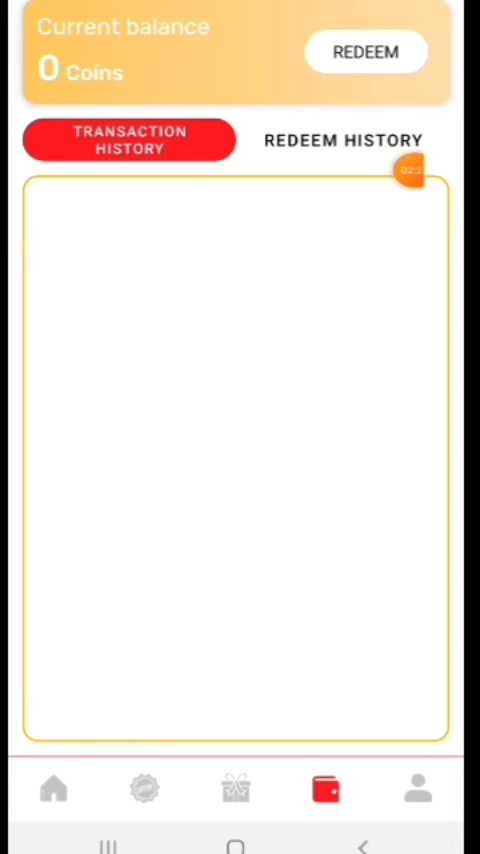 Current balance
0 Coins
REDEEM
TRANSACTION
HISTORY
REDEEM HISTORY